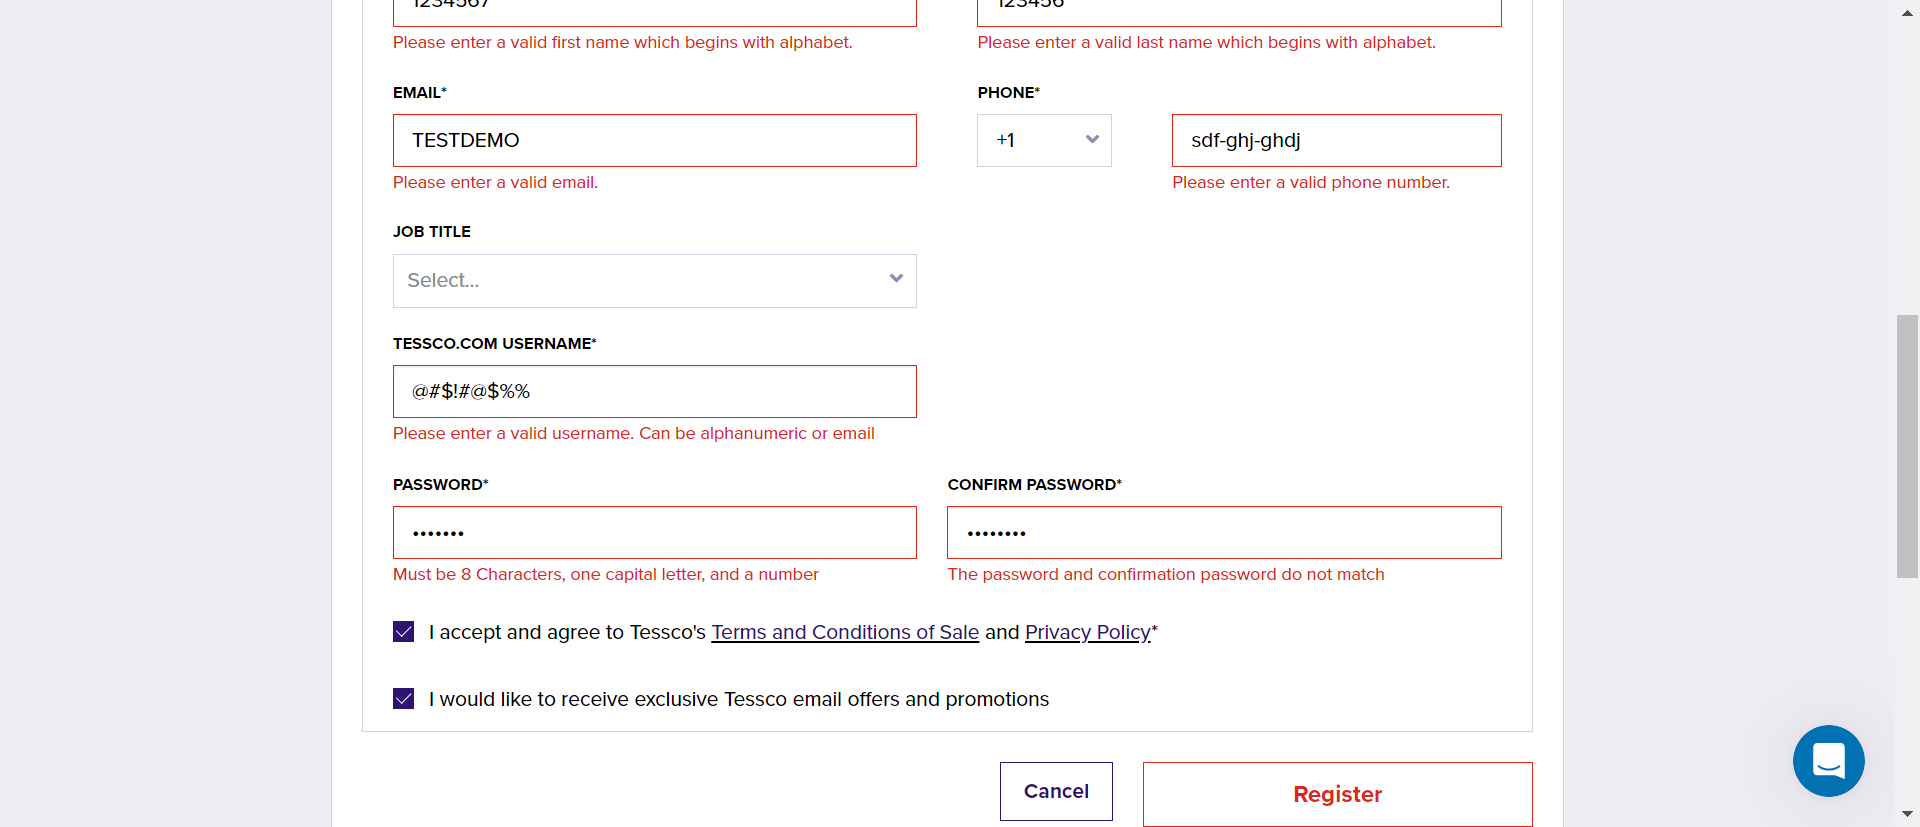 1234567 123456
Please enter a valid first name which begins with alphabet. Please enter a valid last name which begins with alphabet.
EMAIL* PHONE*
TESTDEMO +1 sdf-ghj-ghdj
Please enter a valid email. Please enter a valid phone number.
JOB TITLE
Select...
TESSCO.COM USERNAME*
@#$!#@$%%
Please enter a valid username. Can be alphanumeric or email
PASSWORD* CONFIRM PASSWORD*
••••••• ••••••••
Must be 8 Characters, one capital letter, and a number The password and confirmation password do not match
I accept and agree to Tessco's Terms and Conditions of Sale and Privacy Policy*
I would like to receive exclusive Tessco email offers and promotions
Cancel Register